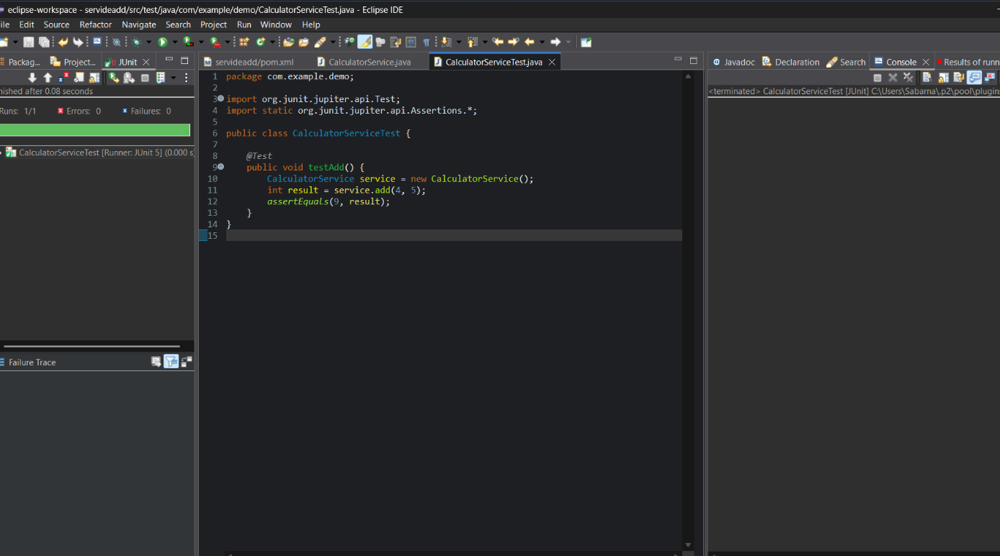 eclipse-workspace - servideadd/src/test/java/com/example/demo/CalculatorServiceTest.java - Eclipse IDE
ile Edit Source Refactor Navigate Search Project Run Window Help
Packag... Project... JUnit
nished after 0.08 seconds
Runs: 1/1 Errors: 0 Failures: 0
CalculatorServiceTest [Runner: JUnit 5] (0.000 s
Failure Trace
servideadd/pom.xml CalculatorService.java CalculatorServiceTest.java
1 package com.example.demo;
2
3 import org.junit.jupiter.api.Test;
4 import static org.junit.jupiter.api.Assertions.*;
5
6 public class CalculatorServiceTest {
7
8     @Test
9     public void testAdd() {
10         CalculatorService service = new CalculatorService();
11         int result = service.add(4, 5);
12         assertEquals(9, result);
13     }
14 }
15
Javadoc Declaration Search Console Results of runn
<terminated> CalculatorServiceTest [JUnit] C:\Users\Sabarna\.p2\pool\plugins